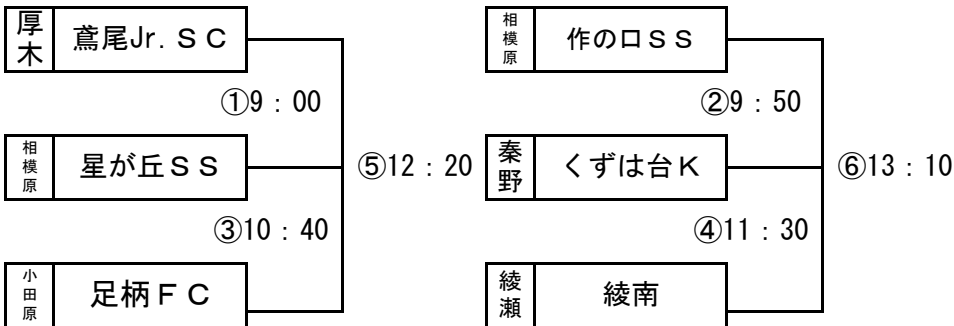 厚木 鳶尾Jr.ＳＣ
①9：00
相模原 星が丘ＳＳ
⑤12：20
③10：40
小田原 足柄ＦＣ
相模原 作の口ＳＳ
②9：50
秦野 くずは台Ｋ
⑥13：10
④11：30
綾瀬 綾南